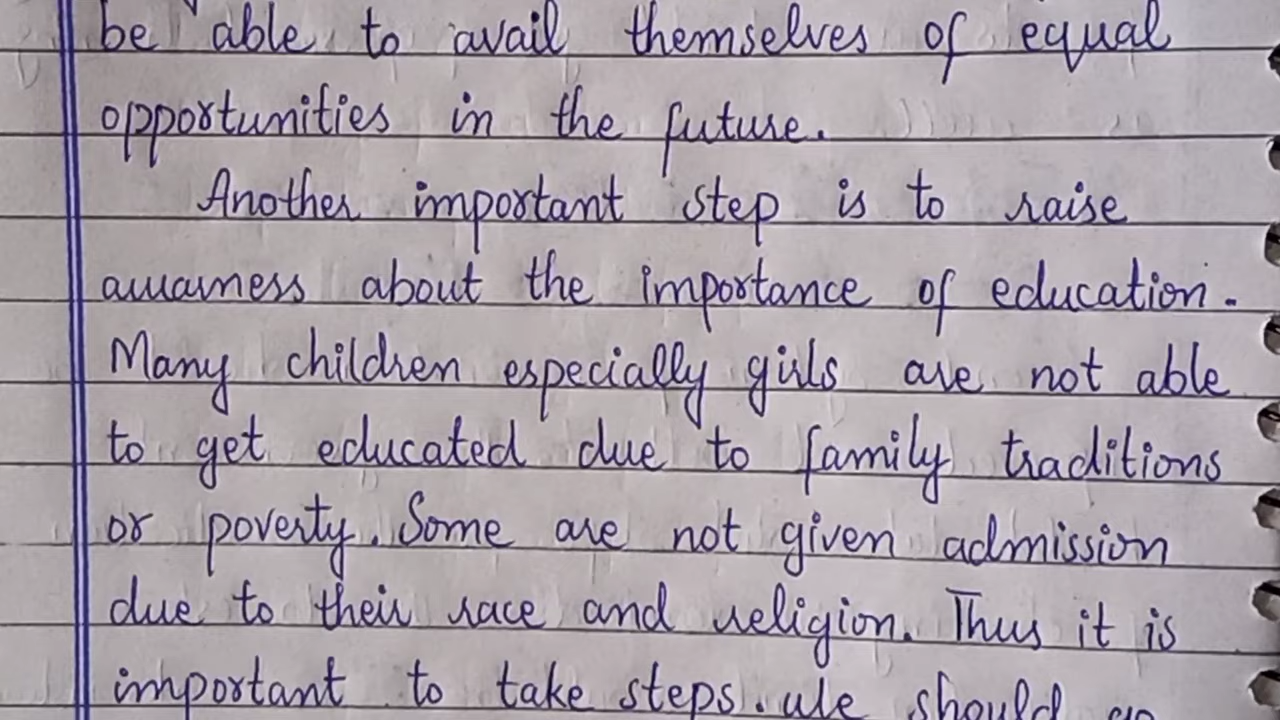 be able to avail themselves of equal
opportunities in the future.
Another important step is to raise
awarness about the importance of education.
Many children especially girls are not able
to get educated due to family traditions
or poverty. Some are not given admission
due to their race and religion. Thus it is
important to take steps. We should